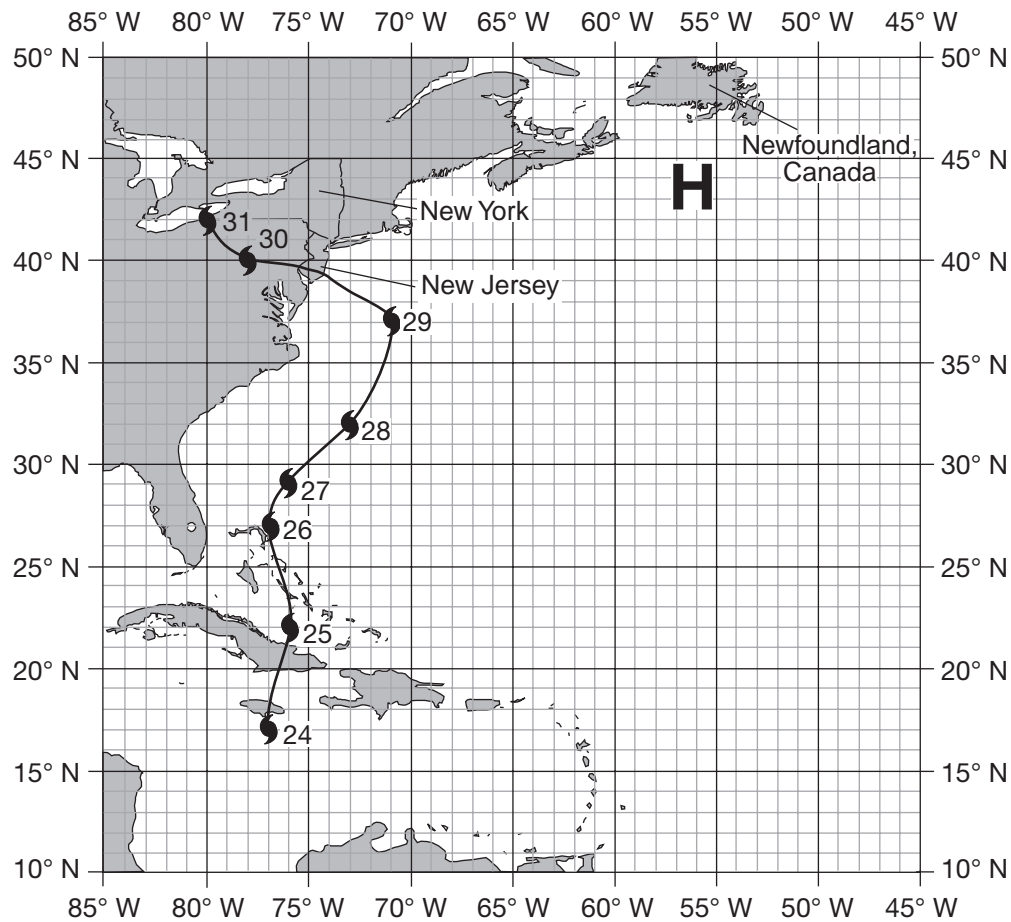 85° W 80° W 75° W 70° W 65° W 60° W 55° W 50° W 45° W
50° N 50° N
Newfoundland,
Canada
45° N 45° N
H
New York
31
30
40° N 40° N
New Jersey
29
35° N 35° N
28
30° N 30° N
27
26
25° N 25° N
25
20° N 20° N
24
15° N 15° N
10° N 10° N
85° W 80° W 75° W 70° W 65° W 60° W 55° W 50° W 45° W